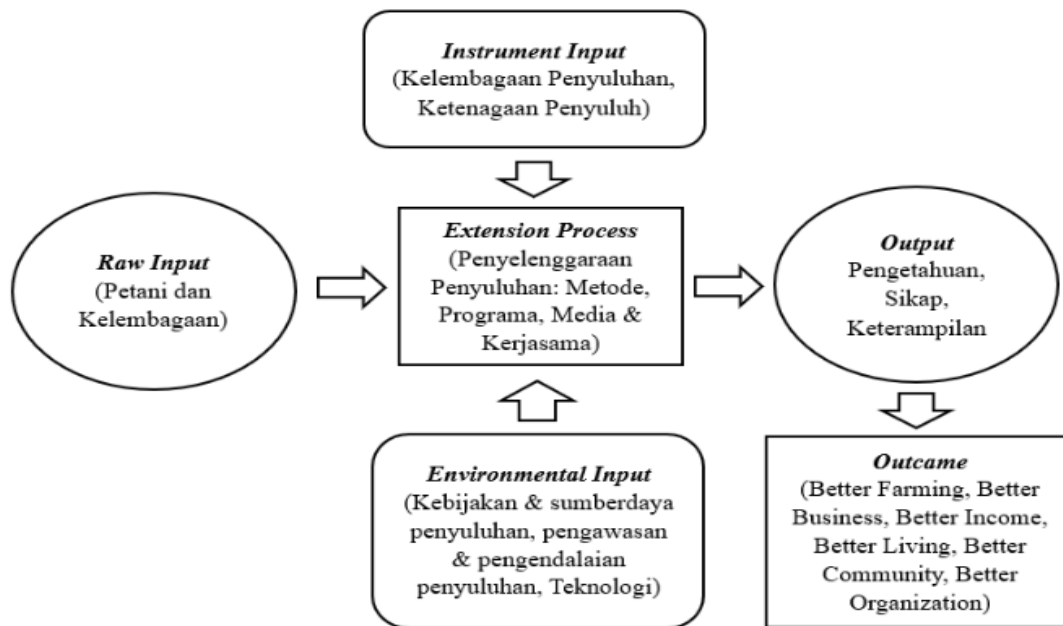 Instrument Input
(Kelembagaan Penyuluhan,
Ketenagaan Penyuluh)
Raw Input
(Petani dan
Kelembagaan)
Extension Process
(Penyelenggaraan
Penyuluhan: Metode,
Programa, Media &
Kerjasama)
Output
Pengetahuan,
Sikap,
Keterampilan
Environmental Input
(Kebijakan & sumberdaya
penyuluhan, pengawasan
& pengendalaian
penyuluhan, Teknologi)
Outcame
(Better Farming, Better
Business, Better Income,
Better Living, Better
Community, Better
Organization)